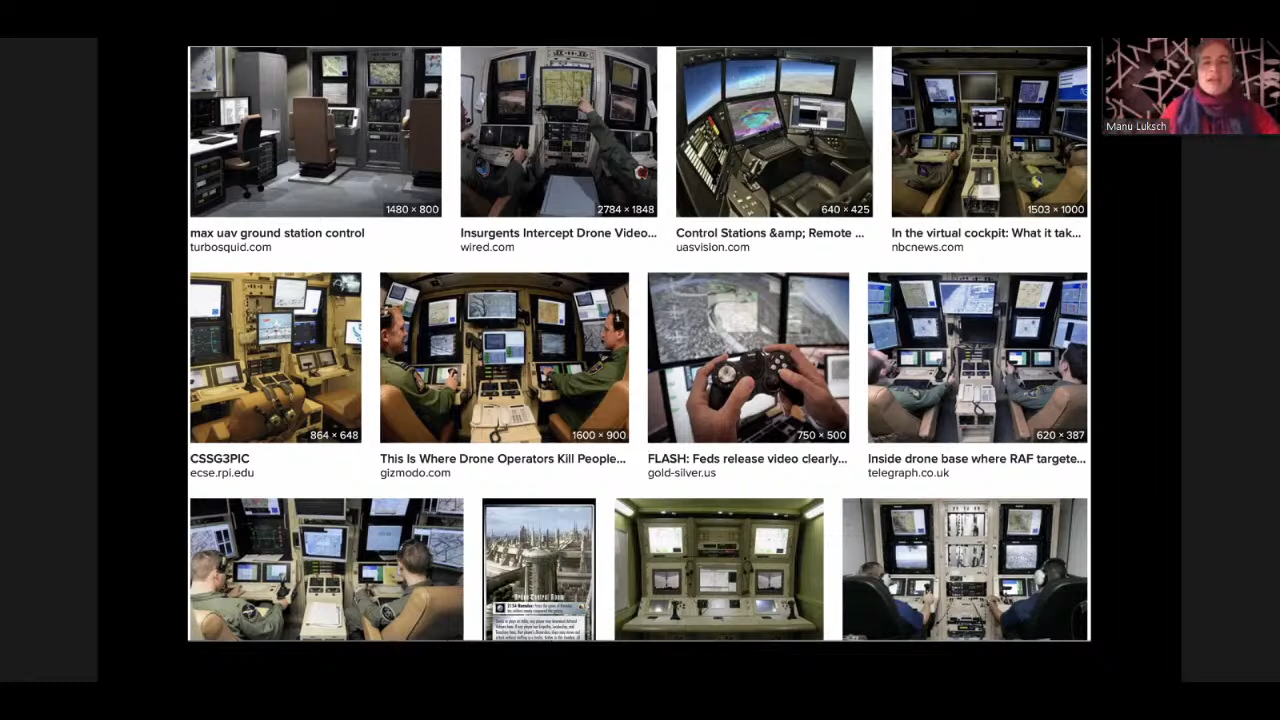 Manu Luksch
1480 × 800
2784 × 1848
640 × 425
1503 × 1000
max uav ground station control
turbosquid.com
Insurgents Intercept Drone Video...
wired.com
Control Stations &amp; Remote ...
uasvision.com
In the virtual cockpit: What it tak...
nbcnews.com
864 × 648
1600 × 900
750 × 500
620 × 387
CSSG3PIC
ecse.rpi.edu
This Is Where Drone Operators Kill People...
gizmodo.com
FLASH: Feds release video clearly...
gold-silver.us
Inside drone base where RAF targete...
telegraph.co.uk
Drone Control Room